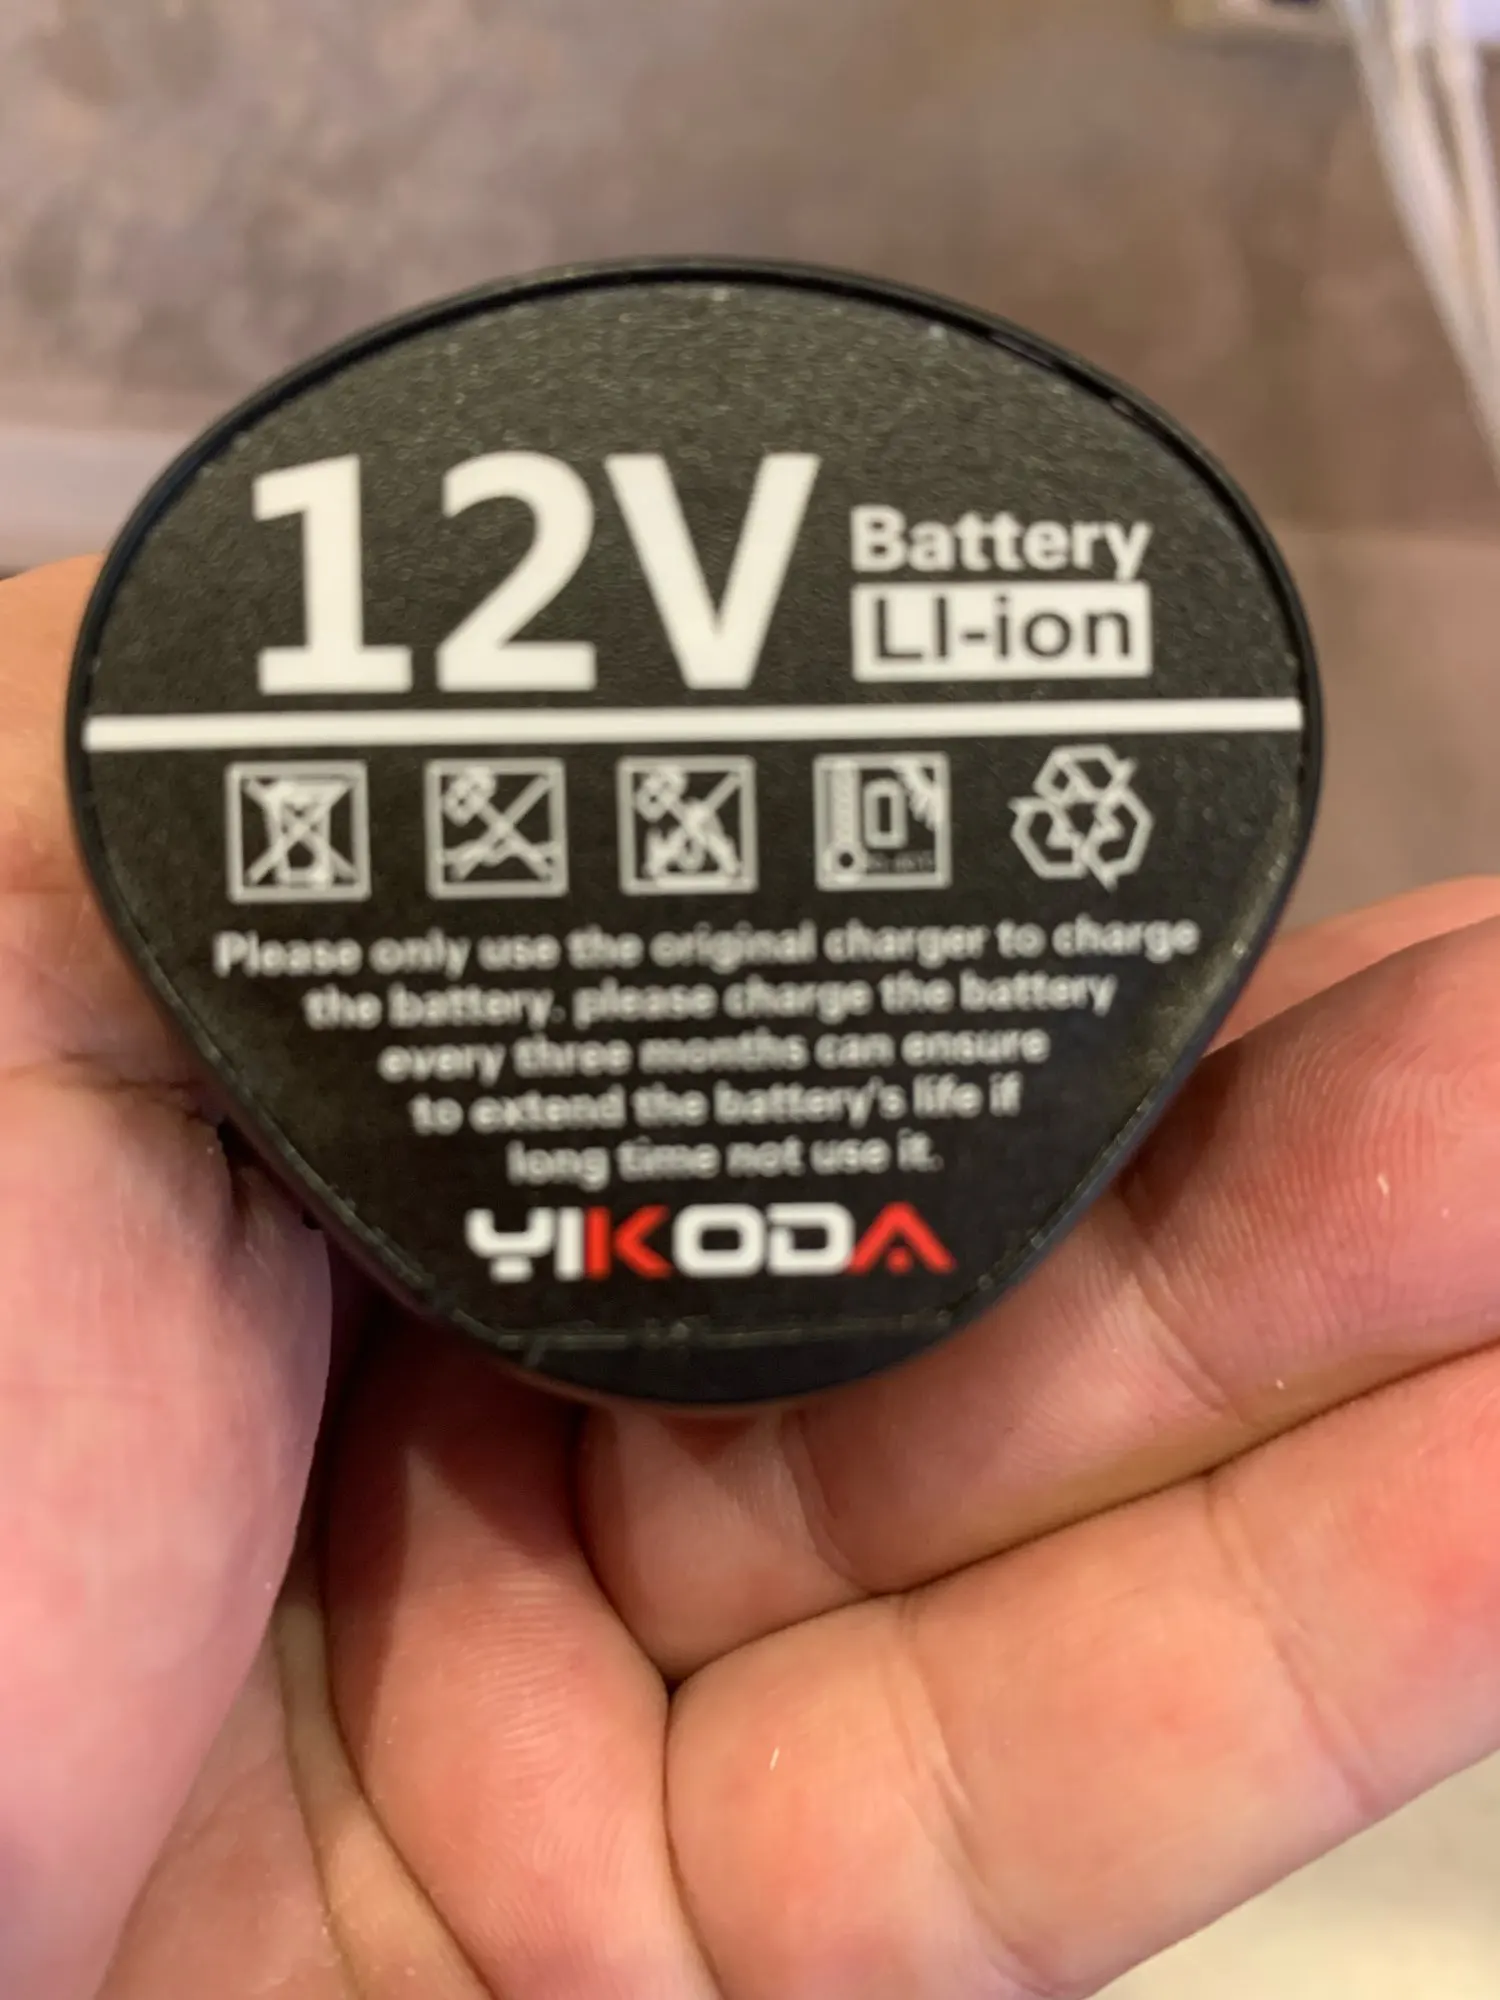 12V Battery
LI-ion
Please only use the original charger to charge
the battery. please charge the battery
every three months can ensure
to extend the battery's life if
long time not use it.
YIKODA